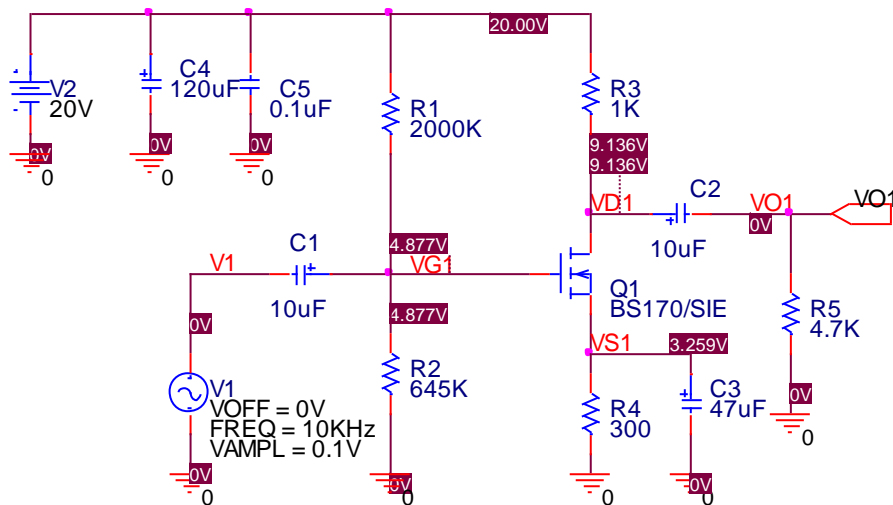 20.00V
V2
20V
0V
0
C4
120uF
0V
0
C5
0.1uF
0V
0
R1
2000K
R3
1K
9.136V
9.136V
VD1
C2
10uF
VO1
0V
VO1
V1
C1
10uF
4.877V
VG1
4.877V
Q1
BS170/SIE
R5
4.7K
0V
0
0V
V1
VOFF = 0V
FREQ = 10KHz
VAMPL = 0.1V
0V
0
R2
645K
0V
0
VS1
3.259V
R4
300
0
C3
47uF
0V
0